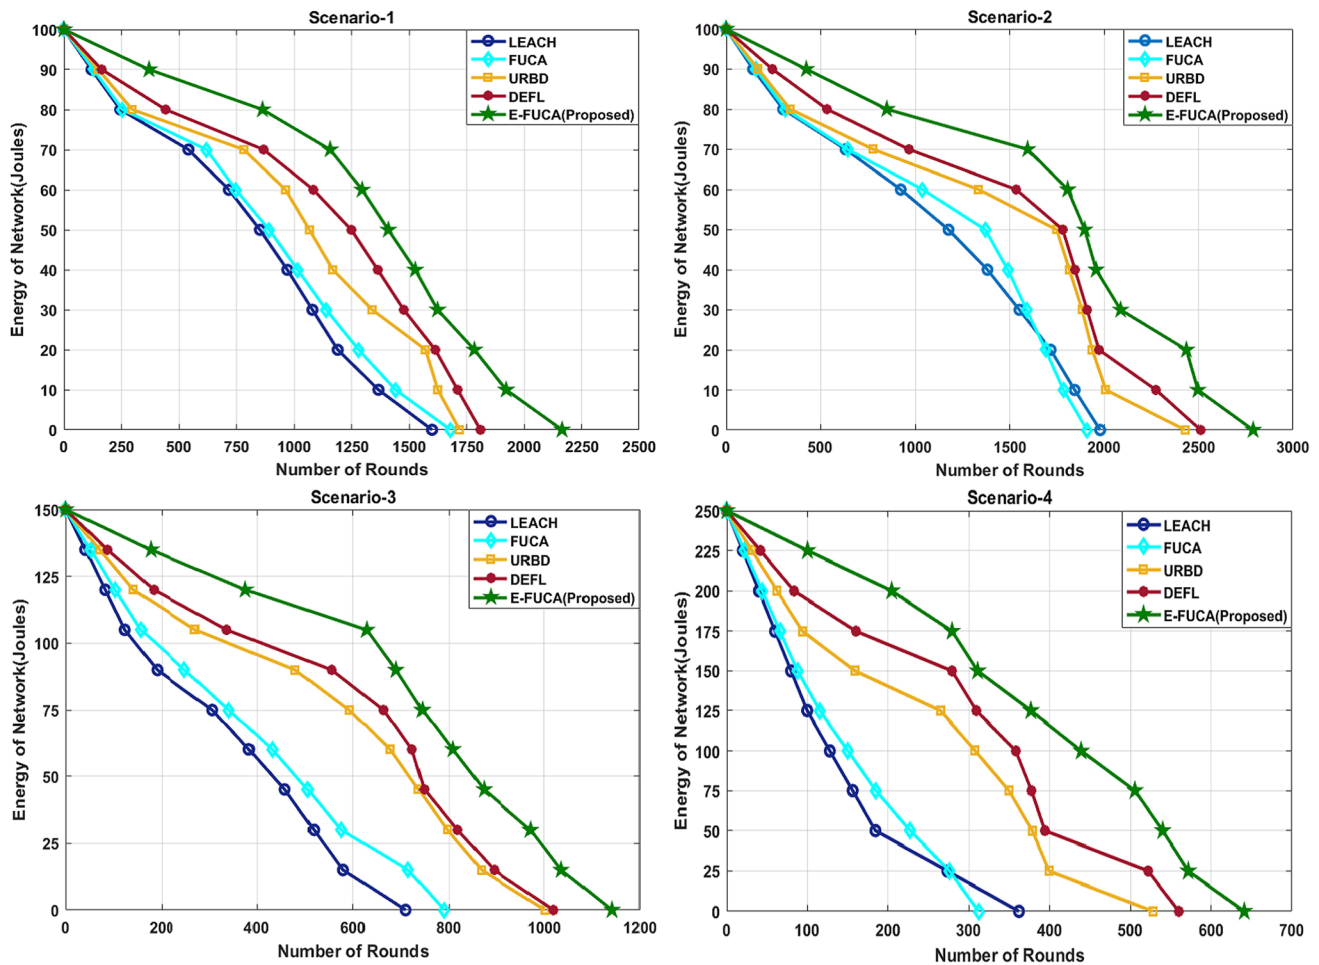 Scenario-1
Energy of Network(Joules)
100
90
80
70
60
50
40
30
20
10
0
0 250 500 750 1000 1250 1500 1750 2000 2250 2500
Number of Rounds
LEACH
FUCA
URBD
DEFL
E-FUCA(Proposed)
Scenario-2
Energy of Network(Joules)
100
90
80
70
60
50
40
30
20
10
0
0 500 1000 1500 2000 2500 3000
Number of Rounds
LEACH
FUCA
URBD
DEFL
E-FUCA(Proposed)
Scenario-3
Energy of Network(Joules)
150
125
100
75
50
25
0
0 200 400 600 800 1000 1200
Number of Rounds
LEACH
FUCA
URBD
DEFL
E-FUCA(Proposed)
Scenario-4
Energy of Network(Joules)
250
225
200
175
150
125
100
75
50
25
0
0 100 200 300 400 500 600 700
Number of Rounds
LEACH
FUCA
URBD
DEFL
E-FUCA(Proposed)